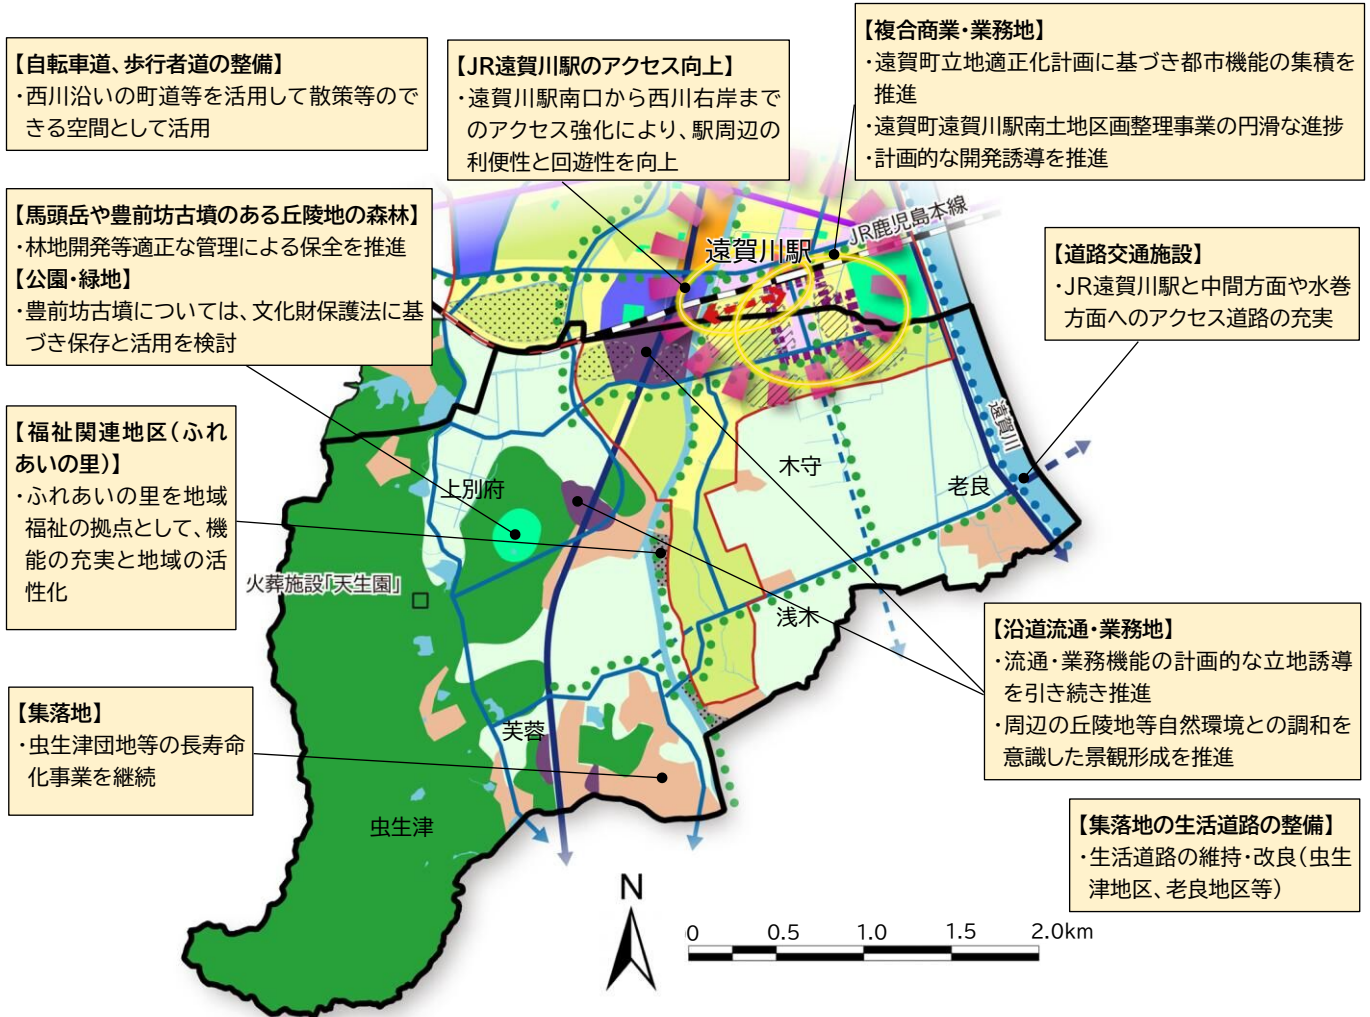 【自転車道、歩行者道の整備】
・西川沿いの町道等を活用して散策等ので
きる空間として活用
【JR遠賀川駅のアクセス向上】
・遠賀川駅南口から西川右岸まで
のアクセス強化により、駅周辺の
利便性と回遊性を向上
【複合商業・業務地】
・遠賀町立地適正化計画に基づき都市機能の集積を
推進
・遠賀町遠賀川駅南土地区画整理事業の円滑な進捗
・計画的な開発誘導を推進
【馬頭岳や豊前坊古墳のある丘陵地の森林】
・林地開発等適正な管理による保全を推進
【公園・緑地】
・豊前坊古墳については、文化財保護法に基
づき保存と活用を検討
【道路交通施設】
・JR遠賀川駅と中間方面や水巻
方面へのアクセス道路の充実
遠賀川駅
JR鹿児島本線
遠賀川
【福祉関連地区(ふれ
あいの里)】
・ふれあいの里を地域
福祉の拠点として、機
能の充実と地域の活
性化
上別府
木守
老良
火葬施設「天生園」
浅木
【沿道流通・業務地】
・流通・業務機能の計画的な立地誘導
を引き続き推進
・周辺の丘陵地等自然環境との調和を
意識した景観形成を推進
【集落地】
・虫生津団地等の長寿命
化事業を継続
芙蓉
虫生津
【集落地の生活道路の整備】
・生活道路の維持・改良(虫生
津地区、老良地区等)
N
0 0.5 1.0 1.5 2.0km